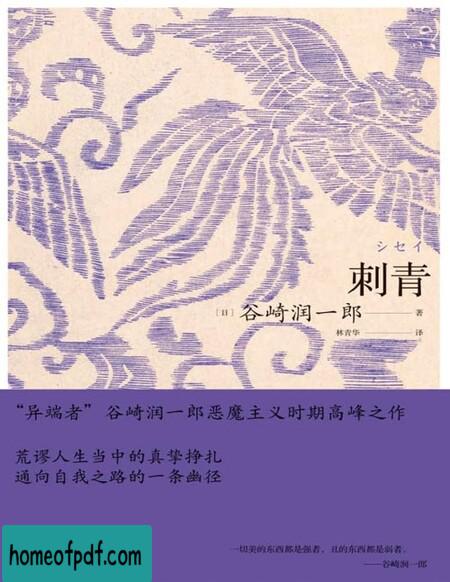 シセイ
刺青
［日］谷崎润一郎 著
林青华 译
“异端者”谷崎润一郎恶魔主义时期高峰之作
荒谬人生当中的真挚挣扎
通向自我之路的一条幽径
一切美的东西都是强者，丑的东西都是弱者。
——谷崎润一郎
homeofpdf.com